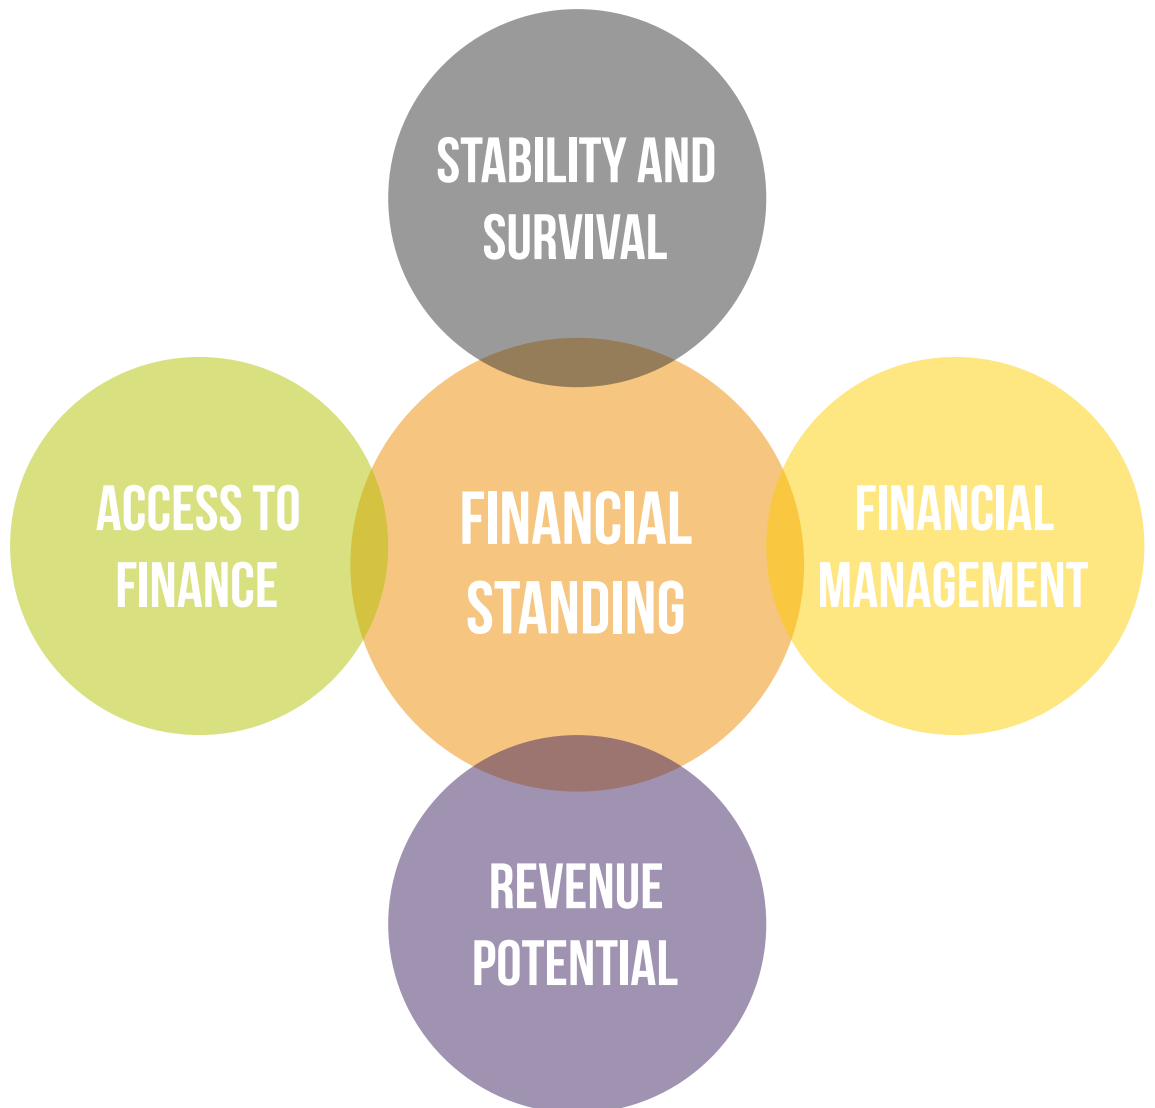 STABILITY AND
SURVIVAL
ACCESS TO
FINANCE
FINANCIAL
STANDING
FINANCIAL
MANAGEMENT
REVENUE
POTENTIAL